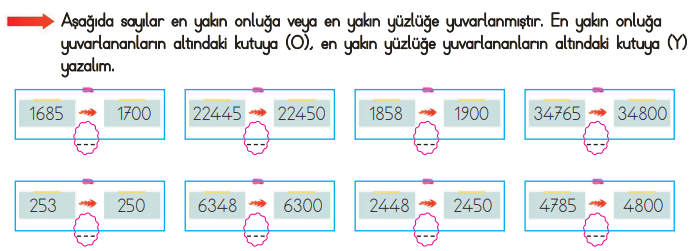 Aşağıda sayılar en yakın onluğa veya en yakın yüzlüğe yuvarlanmıştır. En yakın onluğa
yuvarlananların altındaki kutuya (O), en yakın yüzlüğe yuvarlananların altındaki kutuya (Y)
yazalım.
1685 1700 22445 22450 1858 1900 34765 34800
253 250 6348 6300 2448 2450 4785 4800